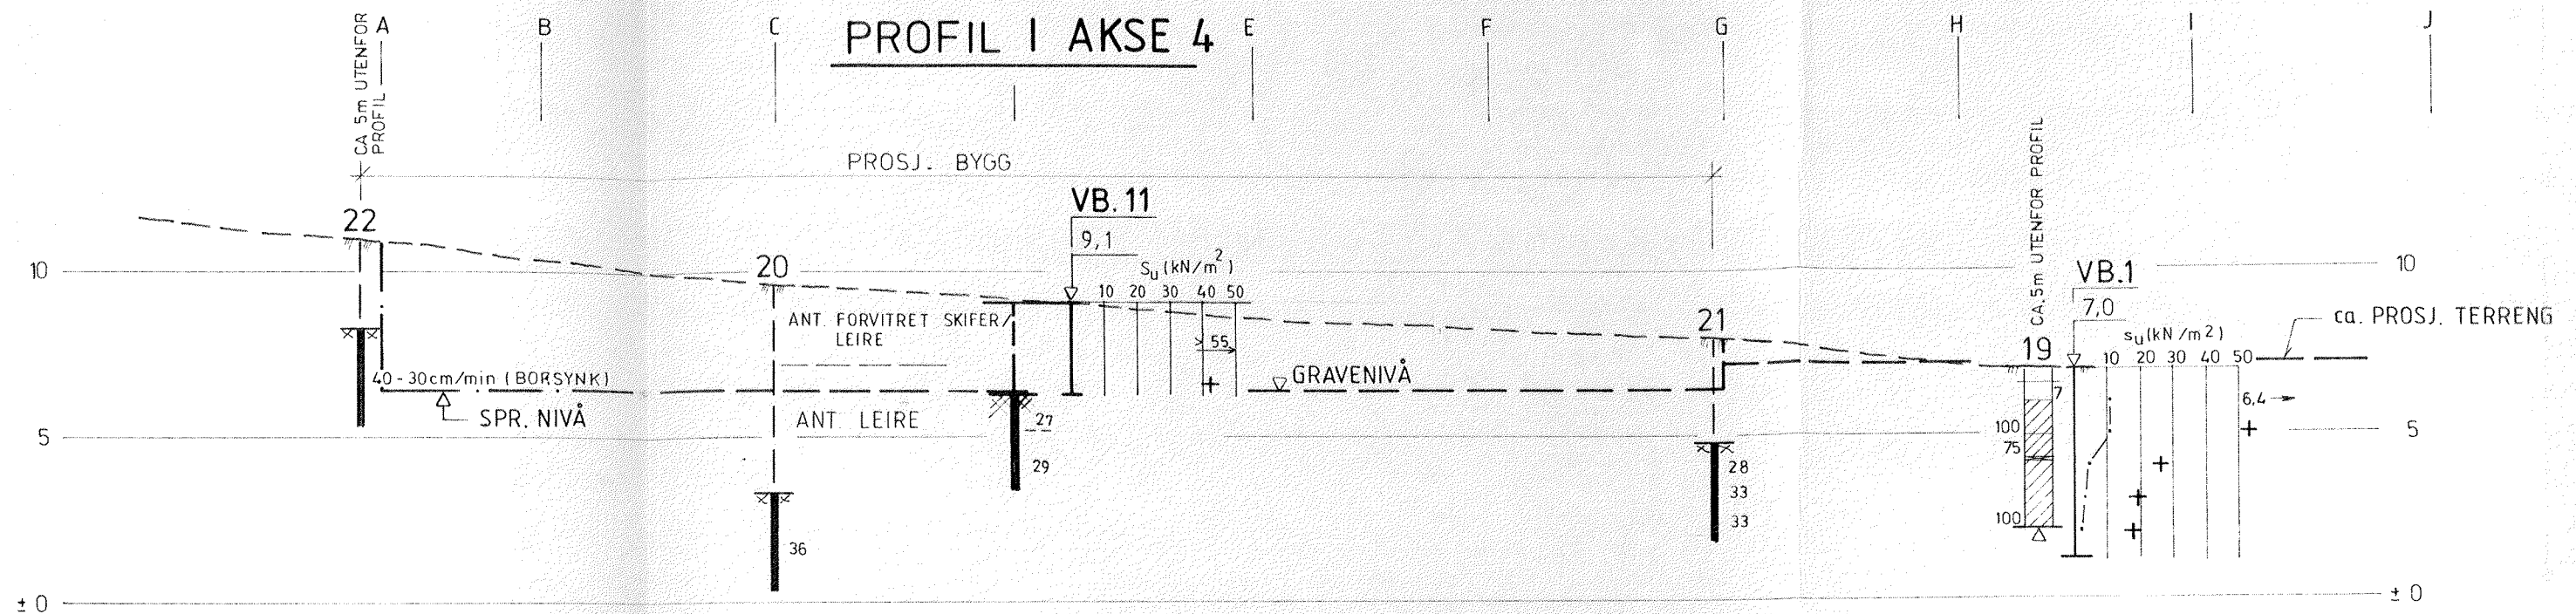 A B C E F G H I J
PROFIL I AKSE 4
CA 5m UTENFOR
PROFIL
PROSJ. BYGG
CA. 5m UTENFOR PROFIL
22
VB. 11
9,1
20
Su (kN/m2)
10 20 30 40 50
10
10
VB.1
7,0
ca. PROSJ. TERRENG
ANT. FORVITRET SKIFER/
LEIRE
> 55
21
19
su (kN/m2)
10 20 30 40 50
40-30cm/min (BORSYNK)
GRAVENIVÅ
7
6,4
SPR. NIVÅ
ANT. LEIRE
27
29
5
5
100
75
28
33
33
100
36
± 0
± 0